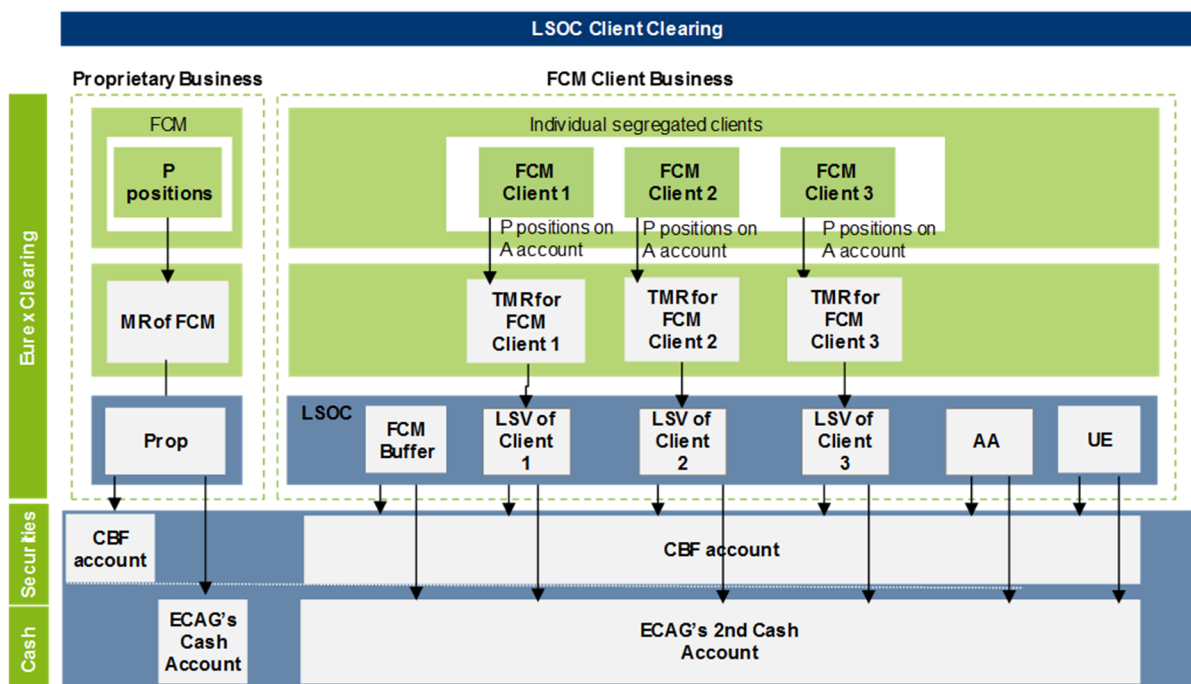 LSOC Client Clearing
Proprietary Business
FCM Client Business
Eurex Clearing
FCM
P
positions
MR of FCM
Prop
Individual segregated clients
FCM
Client 1
FCM
Client 2
FCM
Client 3
P positions on
A account
P positions on
A account
P positions on
A account
TMR for
FCM
Client 1
TMR for
FCM
Client 2
TMR for
FCM
Client 3
LSOC
FCM
Buffer
LSV of
Client
1
LSV of
Client
2
LSV of
Client
3
AA
UE
Securities
CBF
account
CBF account
Cash
ECAG's
Cash
Account
ECAG's 2nd Cash
Account